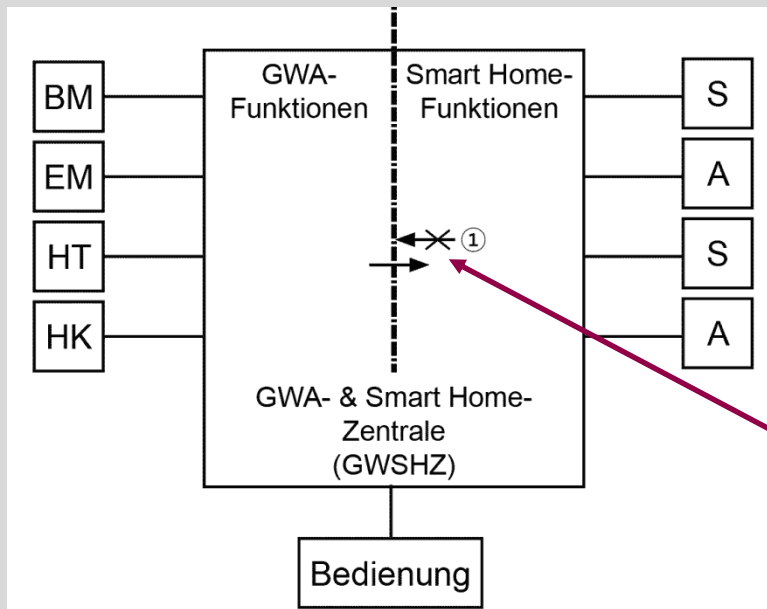 GWA-
Funktionen
Smart Home-
Funktionen
BM
EM
HT
HK
S
A
S
A
①
GWA- & Smart Home-
Zentrale
(GWSHZ)
Bedienung